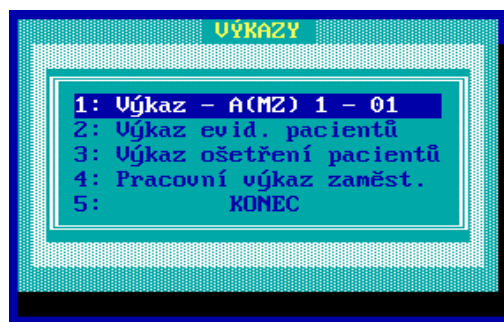 VÝKAZY
1: Výkaz - A(MZ) 1 - 01
2: Výkaz evid. pacientů
3: Výkaz ošetření pacientů
4: Pracovní výkaz zaměst.
5: KONEC